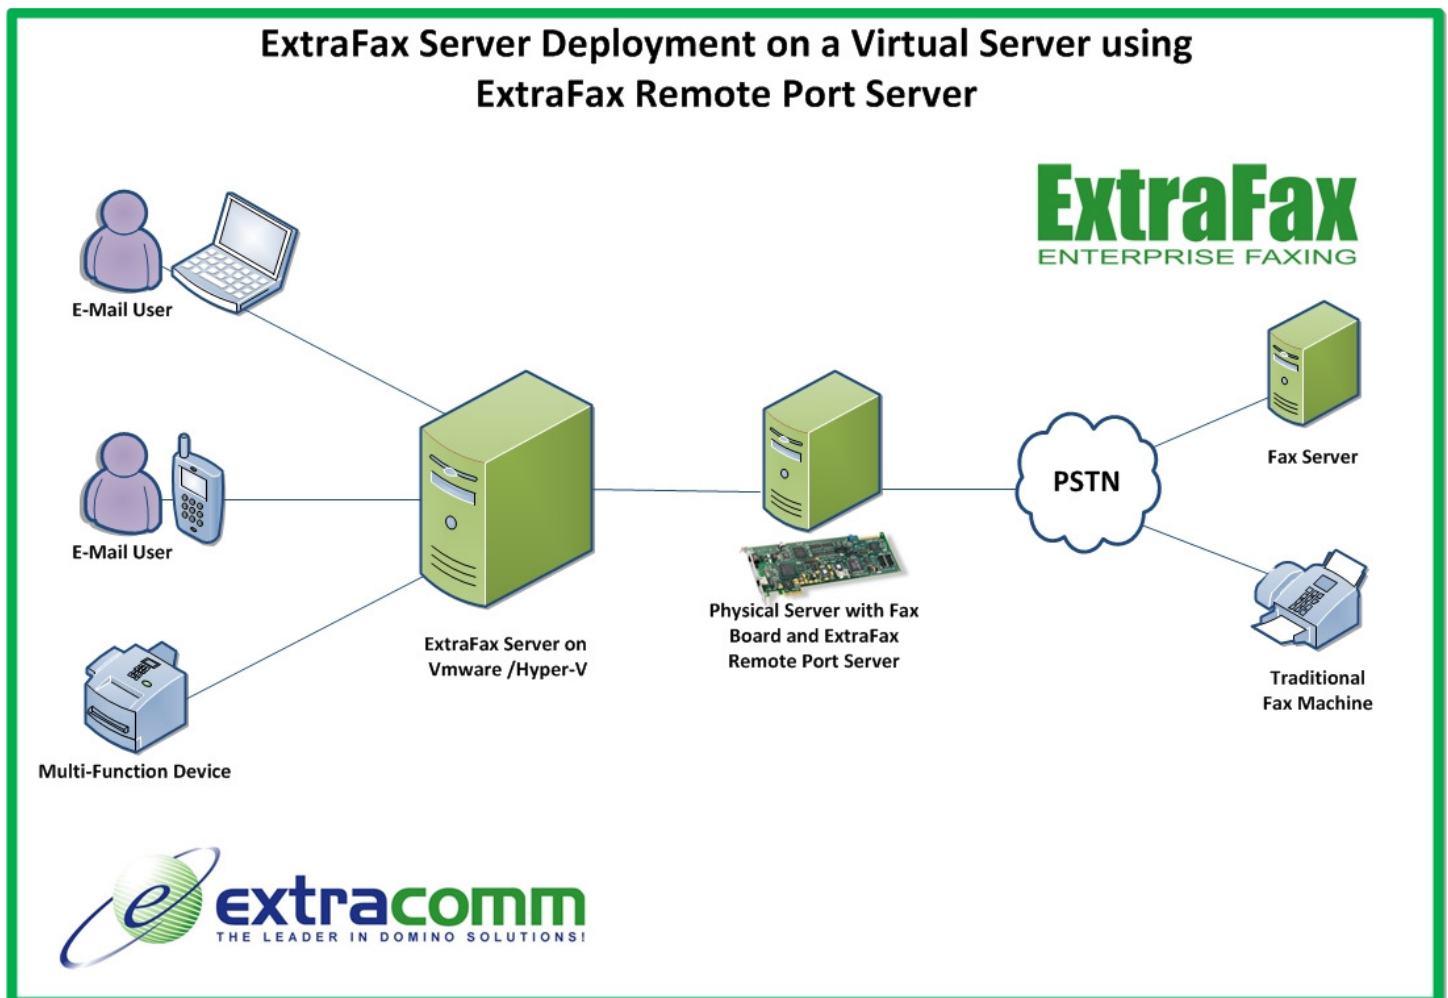 ExtraFax Server Deployment on a Virtual Server using
ExtraFax Remote Port Server
ExtraFax
ENTERPRISE FAXING
E-Mail User
Fax Server
PSTN
E-Mail User
Physical Server with Fax
Board and ExtraFax
Remote Port Server
ExtraFax Server on
Vmware /Hyper-V
Traditional
Fax Machine
Multi-Function Device
e extracomm
THE LEADER IN DOMINO SOLUTIONS!